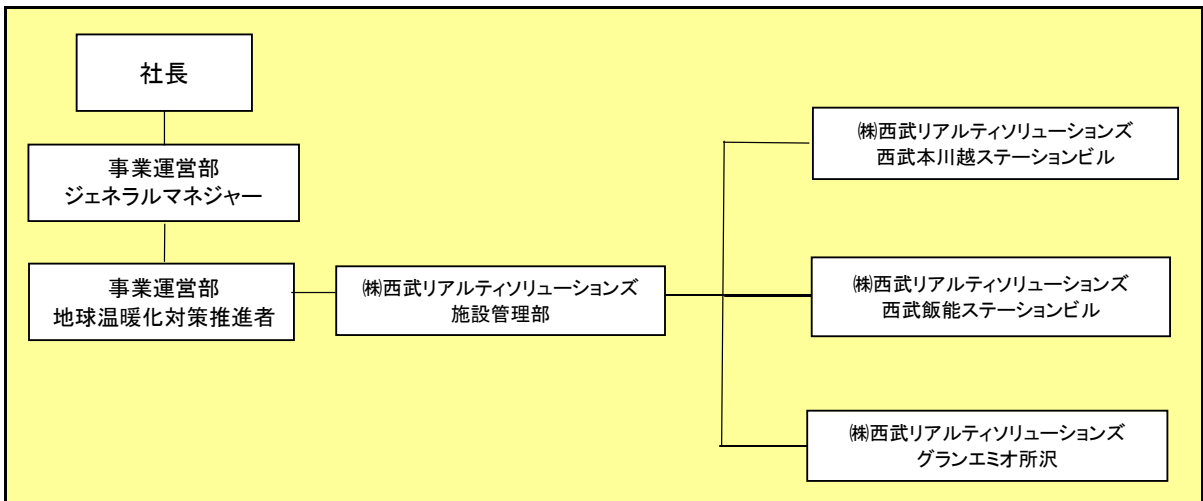 社長
事業運営部
ジェネラルマネジャー
事業運営部
地球温暖化対策推進者
㈱西武リアルティソリューションズ
施設管理部
㈱西武リアルティソリューションズ
西武本川越ステーションビル
㈱西武リアルティソリューションズ
西武飯能ステーションビル
㈱西武リアルティソリューションズ
グランエミオ所沢